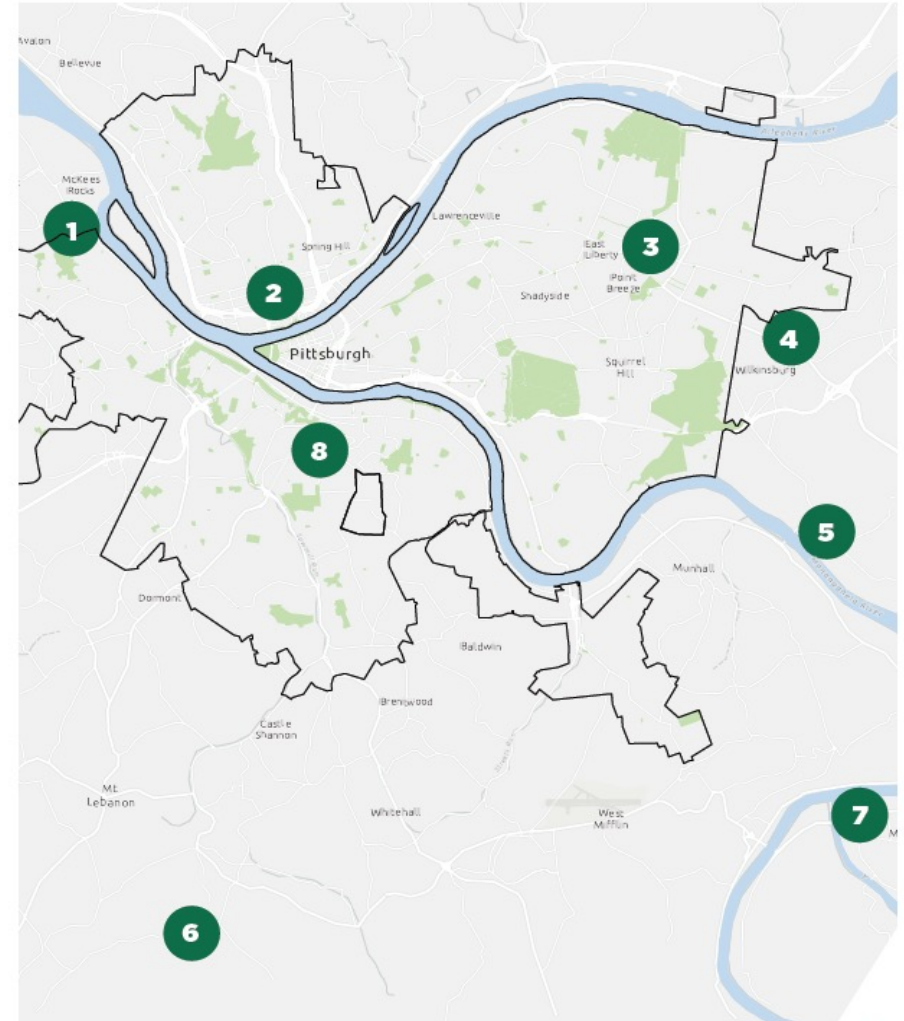 Avalon
Bellevue
McKees
Rocks
1
Lawrenceville
Spring Hill
East
Liberty
3
2
Point
Breeze
Shadyside
Pittsburgh
4
Squirrel
Hill
Wilkinsburg
8
5
Munhall
Dormont
Baldwin
Brentwood
Castle
Shannon
Mt
Lebanon
Whitehall
West
Mifflin
7
M
6